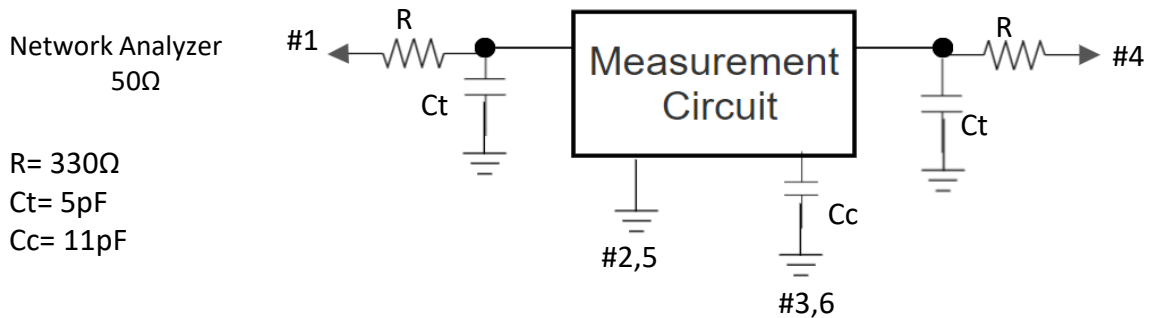 Network Analyzer
50Ω
R= 330Ω
Ct= 5pF
Cc= 11pF
#1
R
Ct
Measurement
Circuit
#2,5
Cc
#3,6
Ct
R
#4